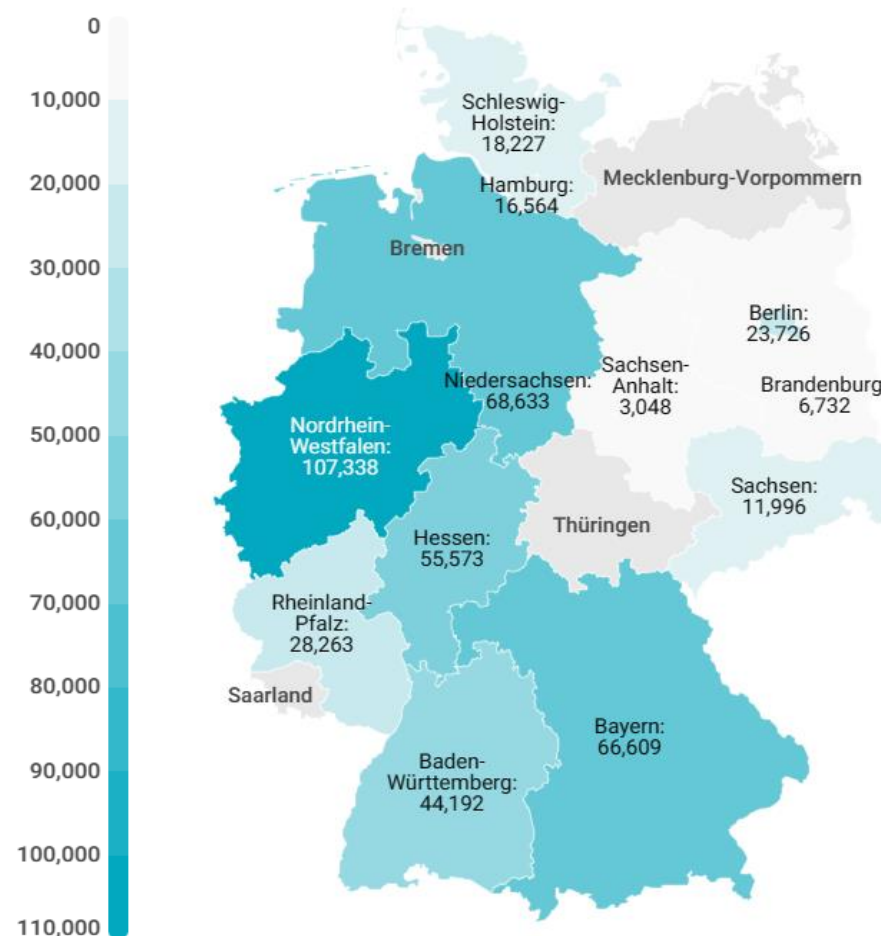 0
10,000
20,000
30,000
40,000
50,000
60,000
70,000
80,000
90,000
100,000
110,000
Schleswig-
Holstein:
18,227
Hamburg:
16,564
Mecklenburg-Vorpommern
Bremen
Berlin:
23,726
Niedersachsen:
68,633
Sachsen-
Anhalt:
3,048
Brandenburg
6,732
Nordrhein-
Westfalen:
107,338
Sachsen:
11,996
Thüringen
Hessen:
55,573
Rheinland-
Pfalz:
28,263
Saarland
Bayern:
66,609
Baden-
Württemberg:
44,192